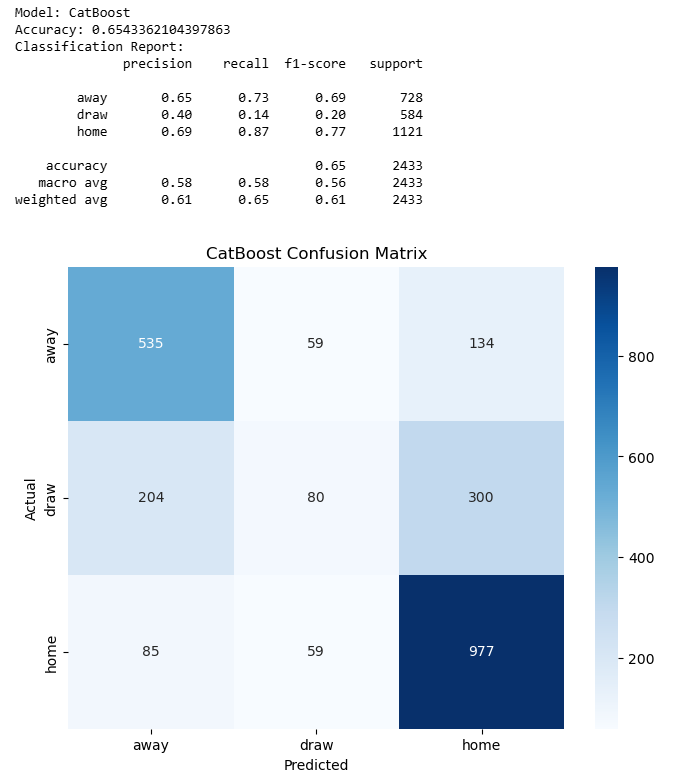 Model: CatBoost
Accuracy: 0.6543362104397863
Classification Report:
precision recall f1-score support
away 0.65 0.73 0.69 728
draw 0.40 0.14 0.20 584
home 0.69 0.87 0.77 1121
accuracy 0.65 2433
macro avg 0.58 0.58 0.56 2433
weighted avg 0.61 0.65 0.61 2433
CatBoost Confusion Matrix
away 535 59 134
800
600
Actual
draw 204 80 300
400
home 85 59 977
200
away draw home
Predicted